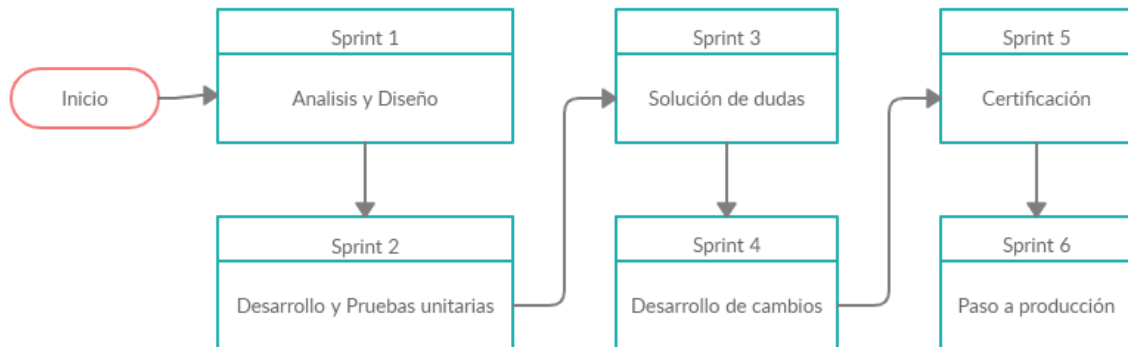 Inicio
Sprint 1
Analisis y Diseño
Sprint 2
Desarrollo y Pruebas unitarias
Sprint 3
Solución de dudas
Sprint 4
Desarrollo de cambios
Sprint 5
Certificación
Sprint 6
Paso a producción